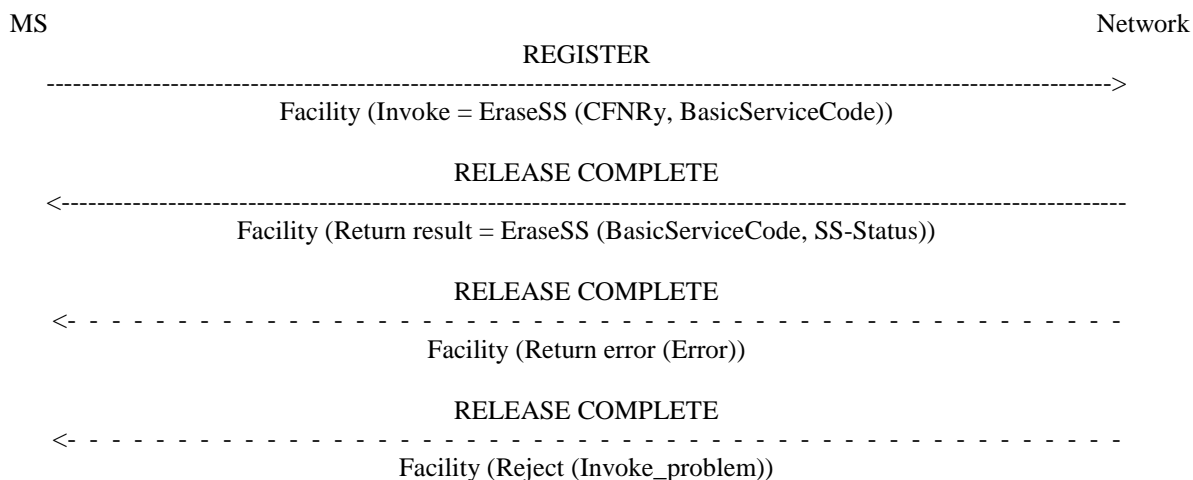 MS Network
REGISTER
------------------------------------------------------------------------------------------------------------------------>
Facility (Invoke = EraseSS (CFNRy, BasicServiceCode))
RELEASE COMPLETE
<------------------------------------------------------------------------------------------------------------------------
Facility (Return result = EraseSS (BasicServiceCode, SS-Status))
RELEASE COMPLETE
<- - - - - - - - - - - - - - - - - - - - - - - - - - - - - - - - - - - - - - - - - - - - - - - -
Facility (Return error (Error))
RELEASE COMPLETE
<- - - - - - - - - - - - - - - - - - - - - - - - - - - - - - - - - - - - - - - - - - - - - - - -
Facility (Reject (Invoke_problem))